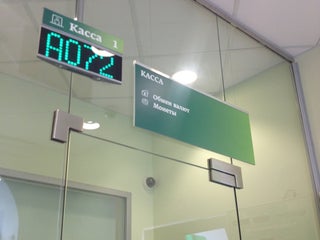 Касса 1
A072
КАССА
Обмен валют
Монеты